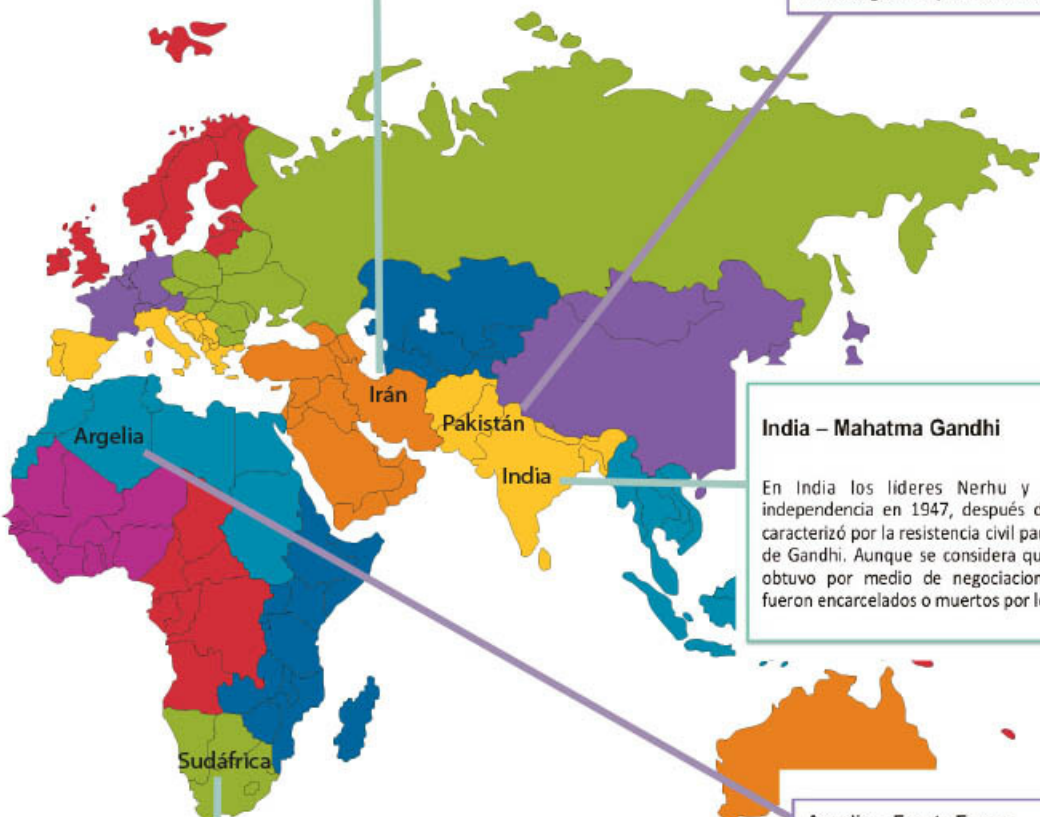 Irán
Argelia
Pakistán
India
India – Mahatma Gandhi
En India los líderes Nerhu y
independencia en 1947, después
caracterizó por la resistencia civil
de Gandhi. Aunque se considera
obtuvo por medio de
fueron encarcelados o muertos por
Sudáfrica